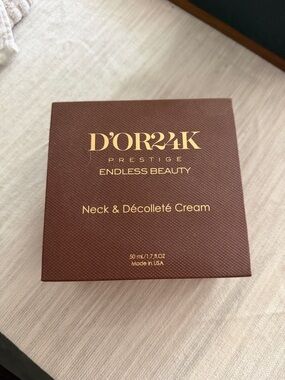 D'OR24K
PRESTIGE
ENDLESS BEAUTY
Neck & Décolleté Cream
50 mL/1.7 fl.OZ
Made in USA